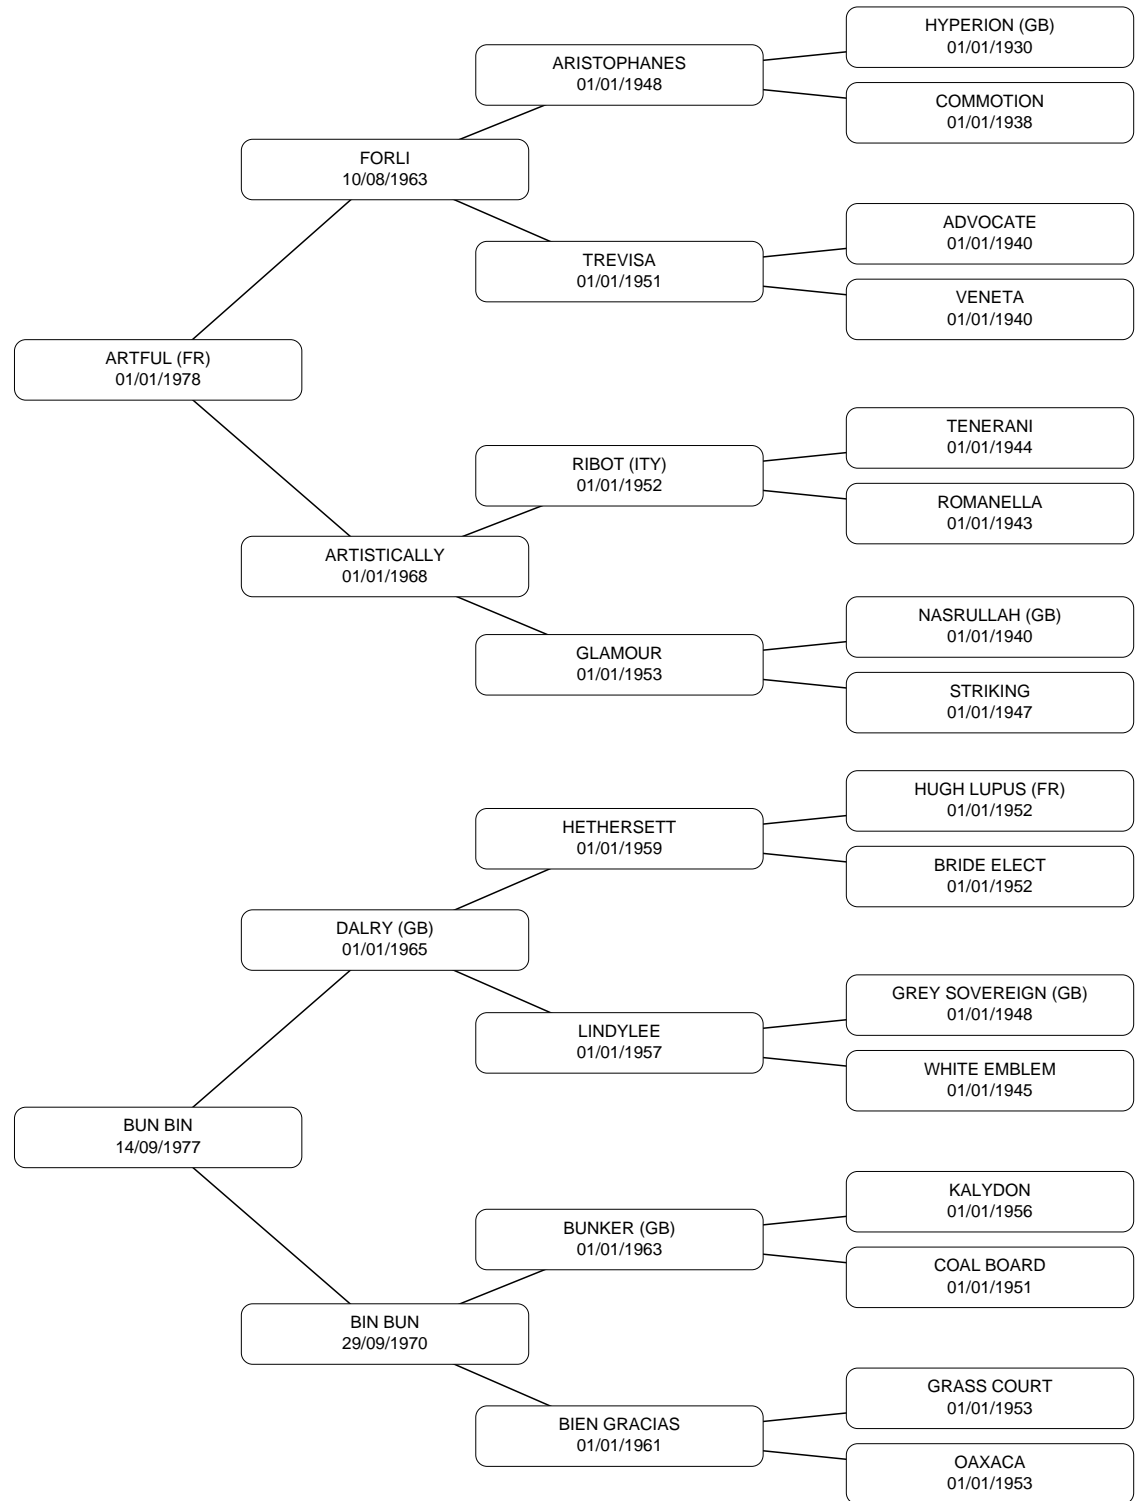 HYPERION (GB)
01/01/1930
ARISTOPHANES
01/01/1948
COMMOTION
01/01/1938
FORLI
10/08/1963
ADVOCATE
01/01/1940
TREVISA
01/01/1951
VENETA
01/01/1940
ARTFUL (FR)
01/01/1978
TENERANI
01/01/1944
RIBOT (ITY)
01/01/1952
ROMANELLA
01/01/1943
ARTISTICALLY
01/01/1968
NASRULLAH (GB)
01/01/1940
GLAMOUR
01/01/1953
STRIKING
01/01/1947
HUGH LUPUS (FR)
01/01/1952
HETHERSETT
01/01/1959
BRIDE ELECT
01/01/1952
DALRY (GB)
01/01/1965
GREY SOVEREIGN (GB)
01/01/1948
LINDYLEE
01/01/1957
WHITE EMBLEM
01/01/1945
BUN BIN
14/09/1977
KALYDON
01/01/1956
BUNKER (GB)
01/01/1963
COAL BOARD
01/01/1951
BIN BUN
29/09/1970
GRASS COURT
01/01/1953
BIEN GRACIAS
01/01/1961
OAXACA
01/01/1953